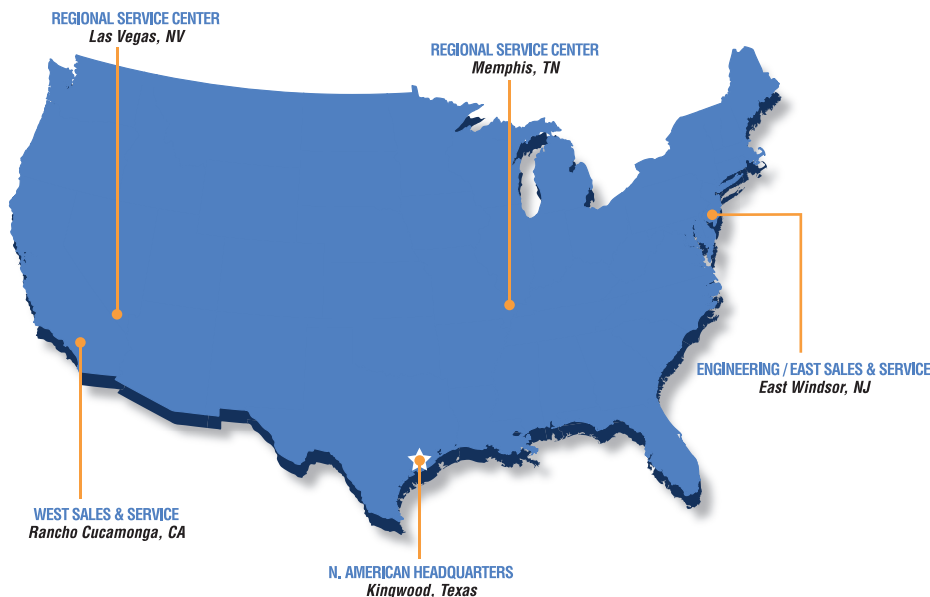 REGIONAL SERVICE CENTER
Las Vegas, NV
REGIONAL SERVICE CENTER
Memphis, TN
ENGINEERING / EAST SALES & SERVICE
East Windsor, NJ
WEST SALES & SERVICE
Rancho Cucamonga, CA
N. AMERICAN HEADQUARTERS
Kingwood, Texas